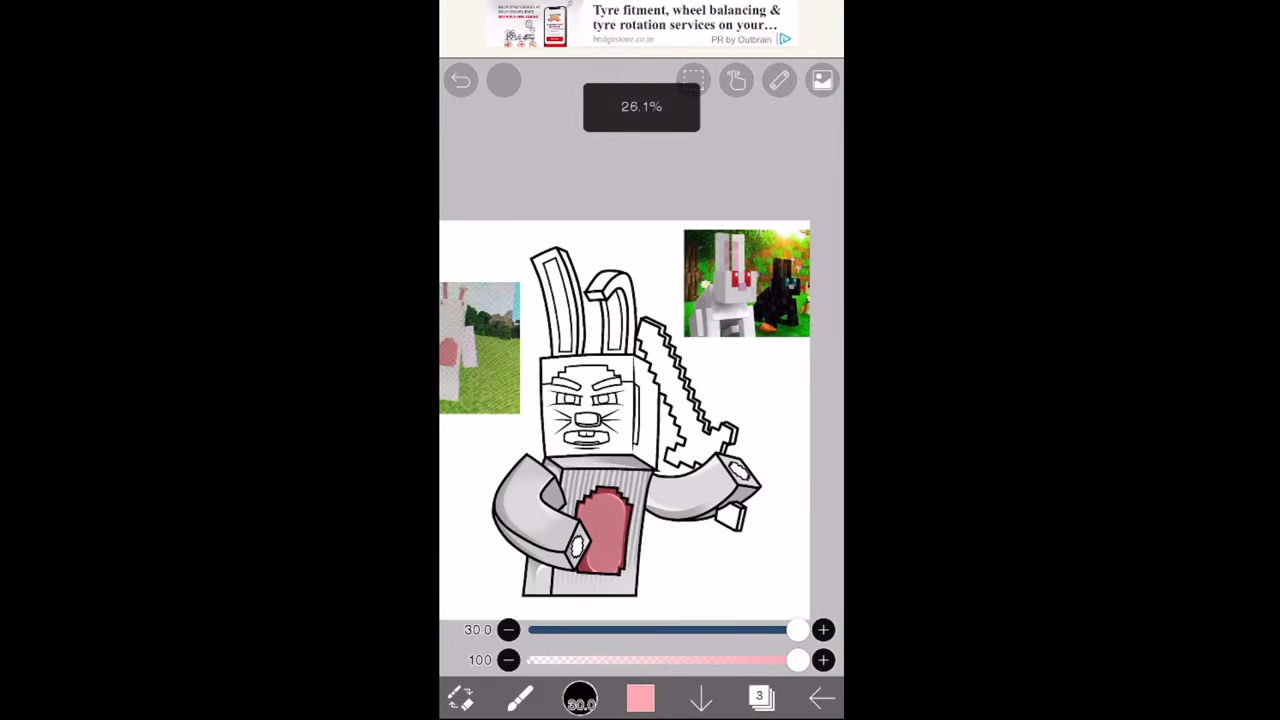 Tyre fitment, wheel balancing &
tyre rotation services on your...
bridgestone.co.in
PR by Outbrain
26.1%
30.0
100
30.0
3